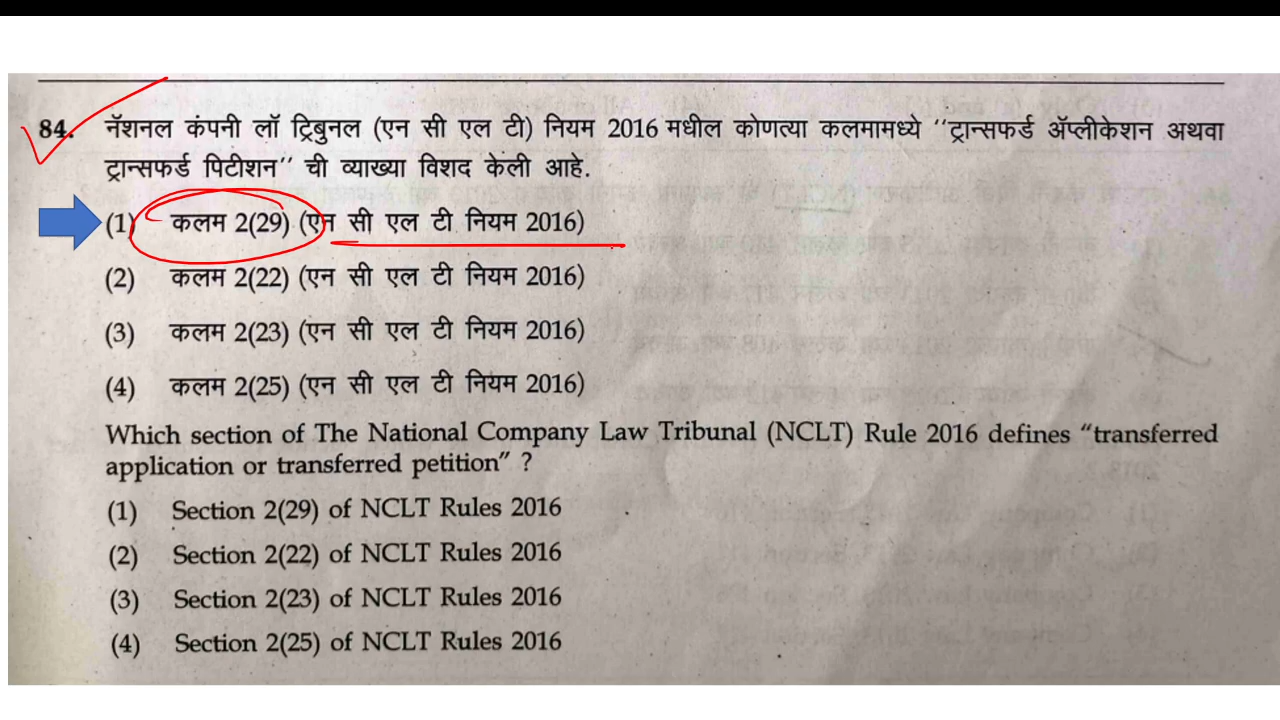 84. नॅशनल कंपनी लॉ ट्रिबुनल (एन सी एल टी) नियम 2016 मधील कोणत्या कलमामध्ये ‘‘ट्रान्सफर्ड ॲप्लीकेशन अथवा
ट्रान्सफर्ड पिटीशन’’ ची व्याख्या विशद केली आहे.
(1) कलम 2(29) (एन सी एल टी नियम 2016)
(2) कलम 2(22) (एन सी एल टी नियम 2016)
(3) कलम 2(23) (एन सी एल टी नियम 2016)
(4) कलम 2(25) (एन सी एल टी नियम 2016)
Which section of The National Company Law Tribunal (NCLT) Rule 2016 defines “transferred
application or transferred petition” ?
(1) Section 2(29) of NCLT Rules 2016
(2) Section 2(22) of NCLT Rules 2016
(3) Section 2(23) of NCLT Rules 2016
(4) Section 2(25) of NCLT Rules 2016